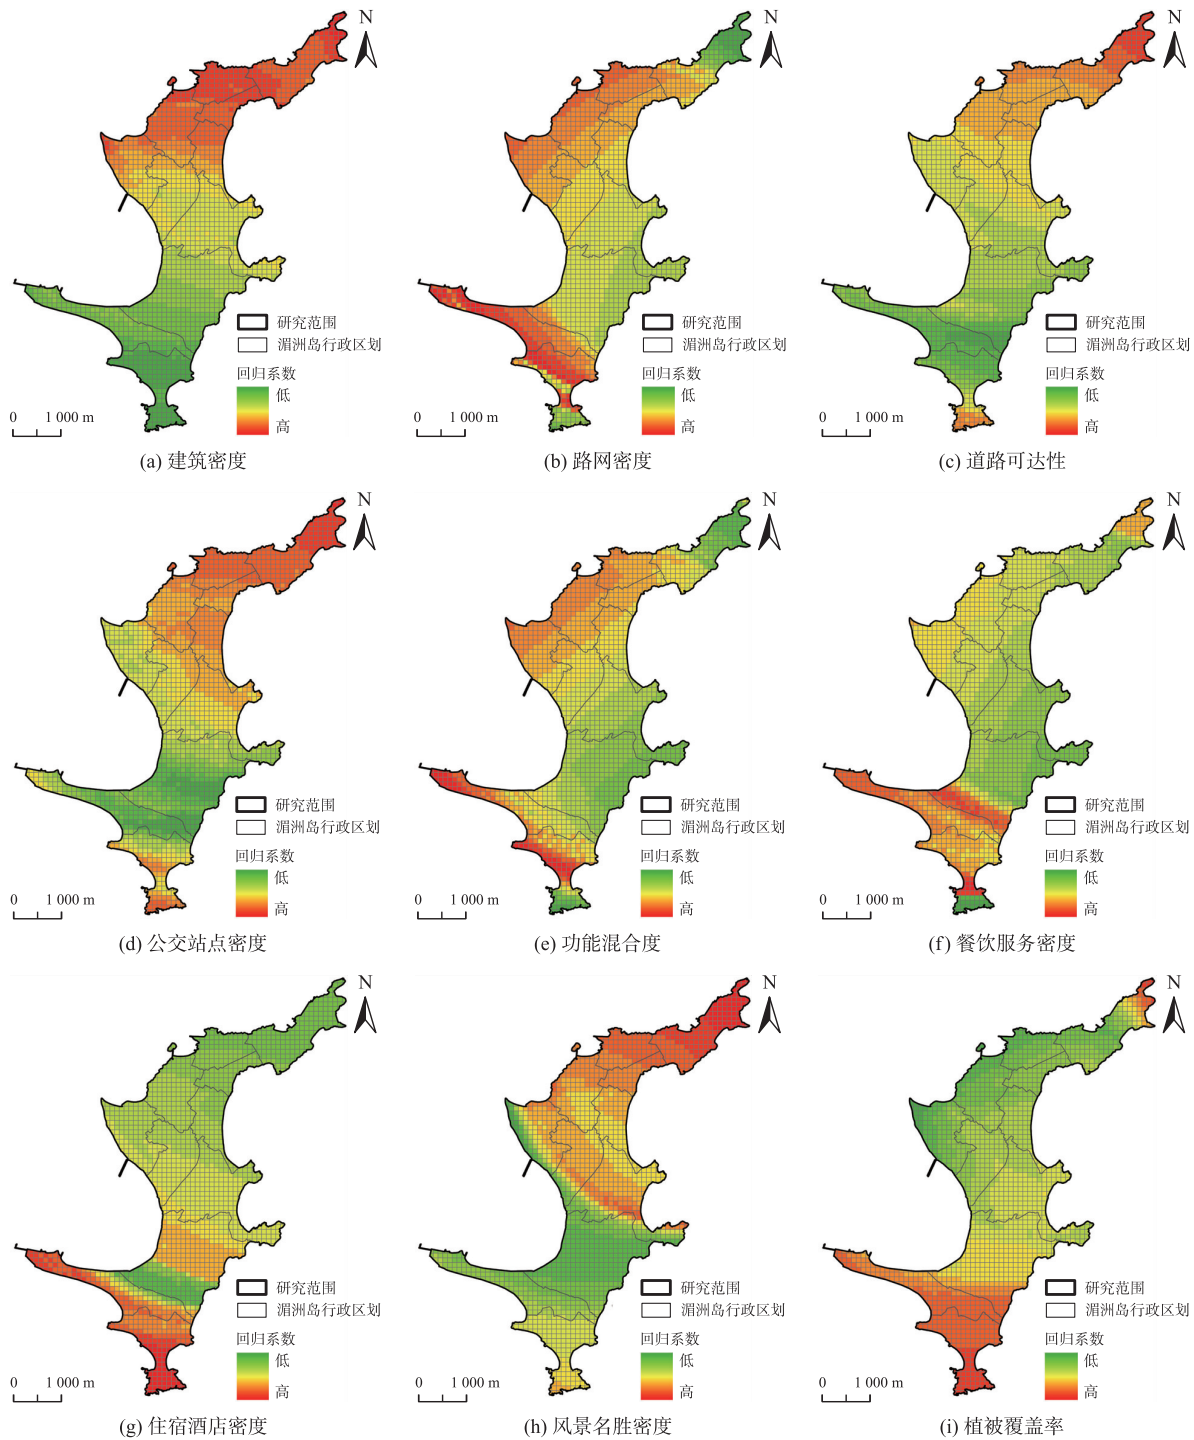 N
研究范围
湄洲岛行政区划
回归系数
低
高
0 1 000 m
(a) 建筑密度
N
研究范围
湄洲岛行政区划
回归系数
低
高
0 1 000 m
(b) 路网密度
N
研究范围
湄洲岛行政区划
回归系数
低
高
0 1 000 m
(c) 道路可达性
N
研究范围
湄洲岛行政区划
回归系数
低
高
0 1 000 m
(d) 公交站点密度
N
研究范围
湄洲岛行政区划
回归系数
低
高
0 1 000 m
(e) 功能混合度
N
研究范围
湄洲岛行政区划
回归系数
低
高
0 1 000 m
(f) 餐饮服务密度
N
研究范围
湄洲岛行政区划
回归系数
低
高
0 1 000 m
(g) 住宿酒店密度
N
研究范围
湄洲岛行政区划
回归系数
低
高
0 1 000 m
(h) 风景名胜密度
N
研究范围
湄洲岛行政区划
回归系数
低
高
0 1 000 m
(i) 植被覆盖率